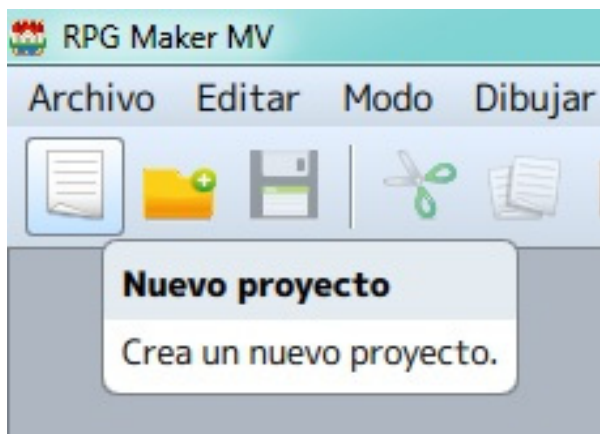 RPG Maker MV
Archivo Editar Modo Dibujar
Nuevo proyecto
Crea un nuevo proyecto.